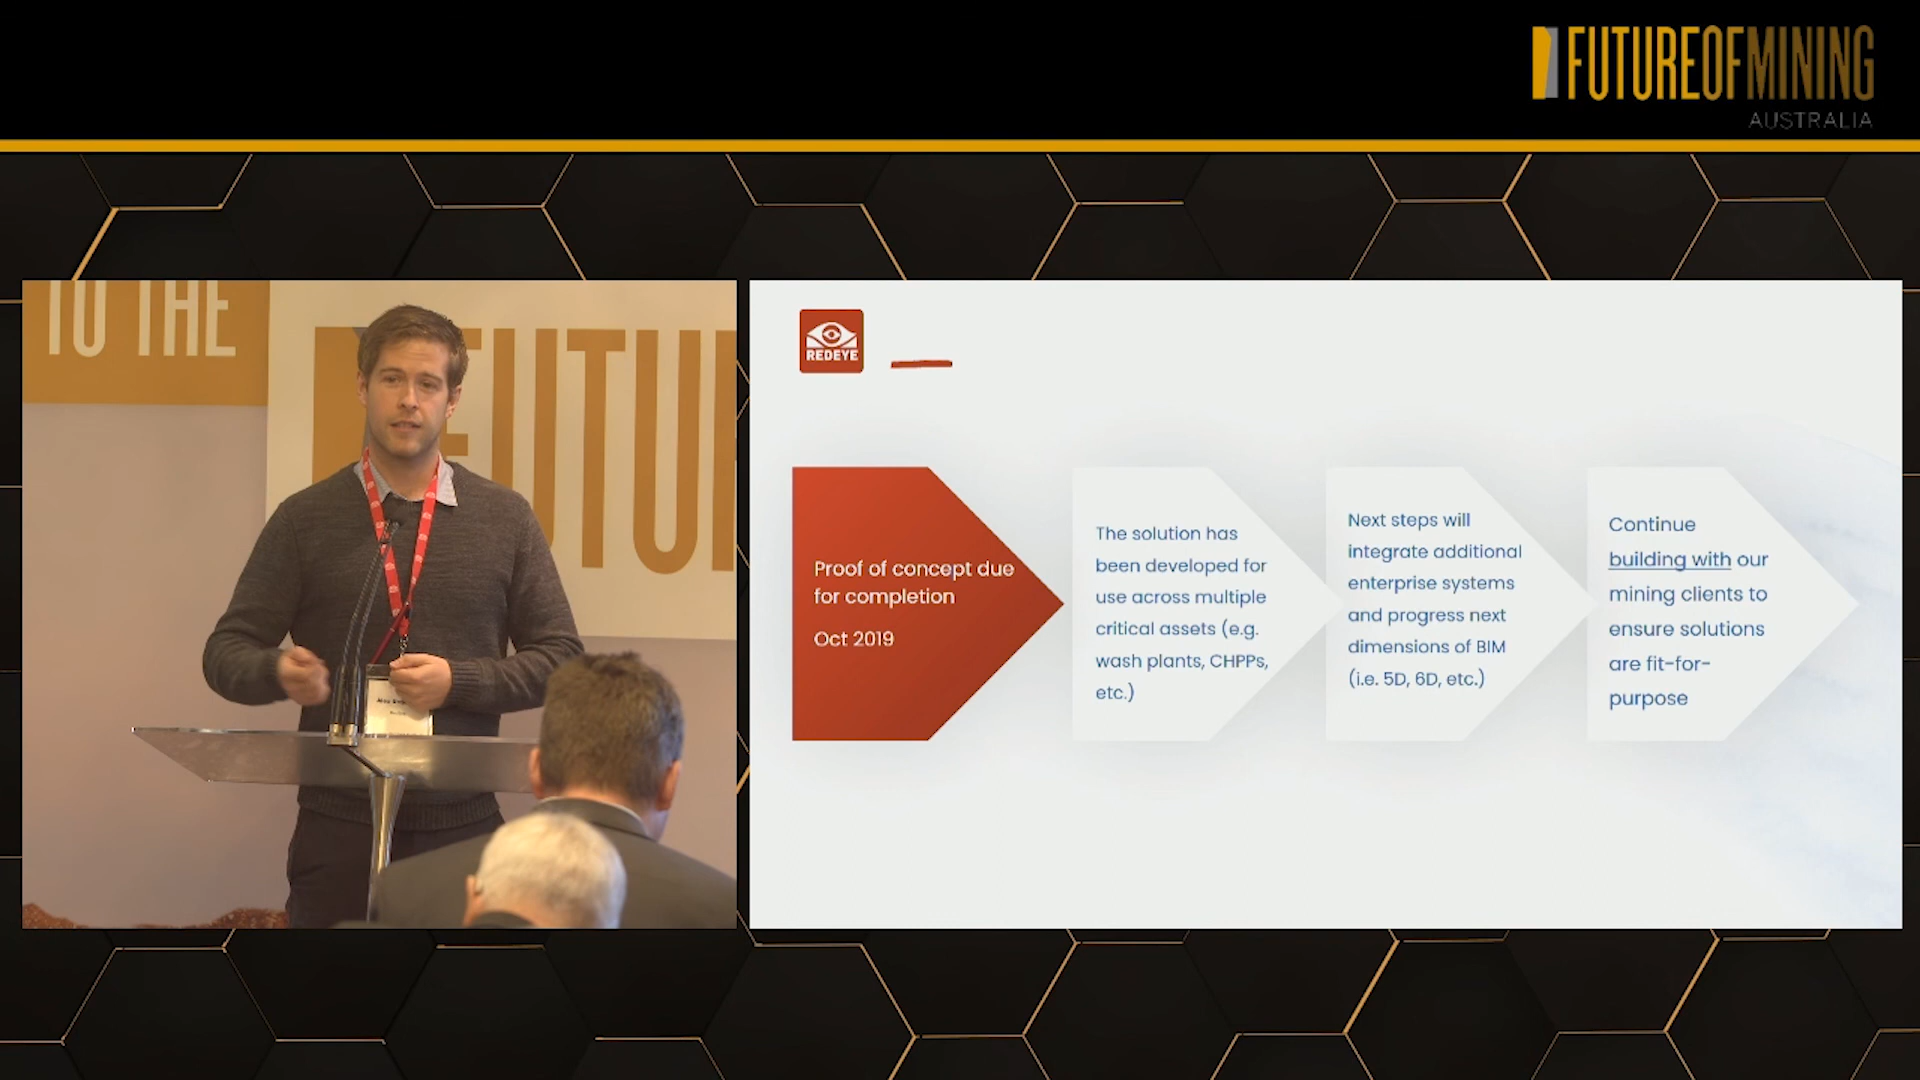 FUTUREOFMINING
AUSTRALIA
TO THE
FUTU
REDEYE
Proof of concept due
for completion
Oct 2019
The solution has
been developed for
use across multiple
critical assets (e.g.
wash plants, CHPPs,
etc.)
Next steps will
integrate additional
enterprise systems
and progress next
dimensions of BIM
(i.e. 5D, 6D, etc.)
Continue
building with our
mining clients to
ensure solutions
are fit-for-
purpose